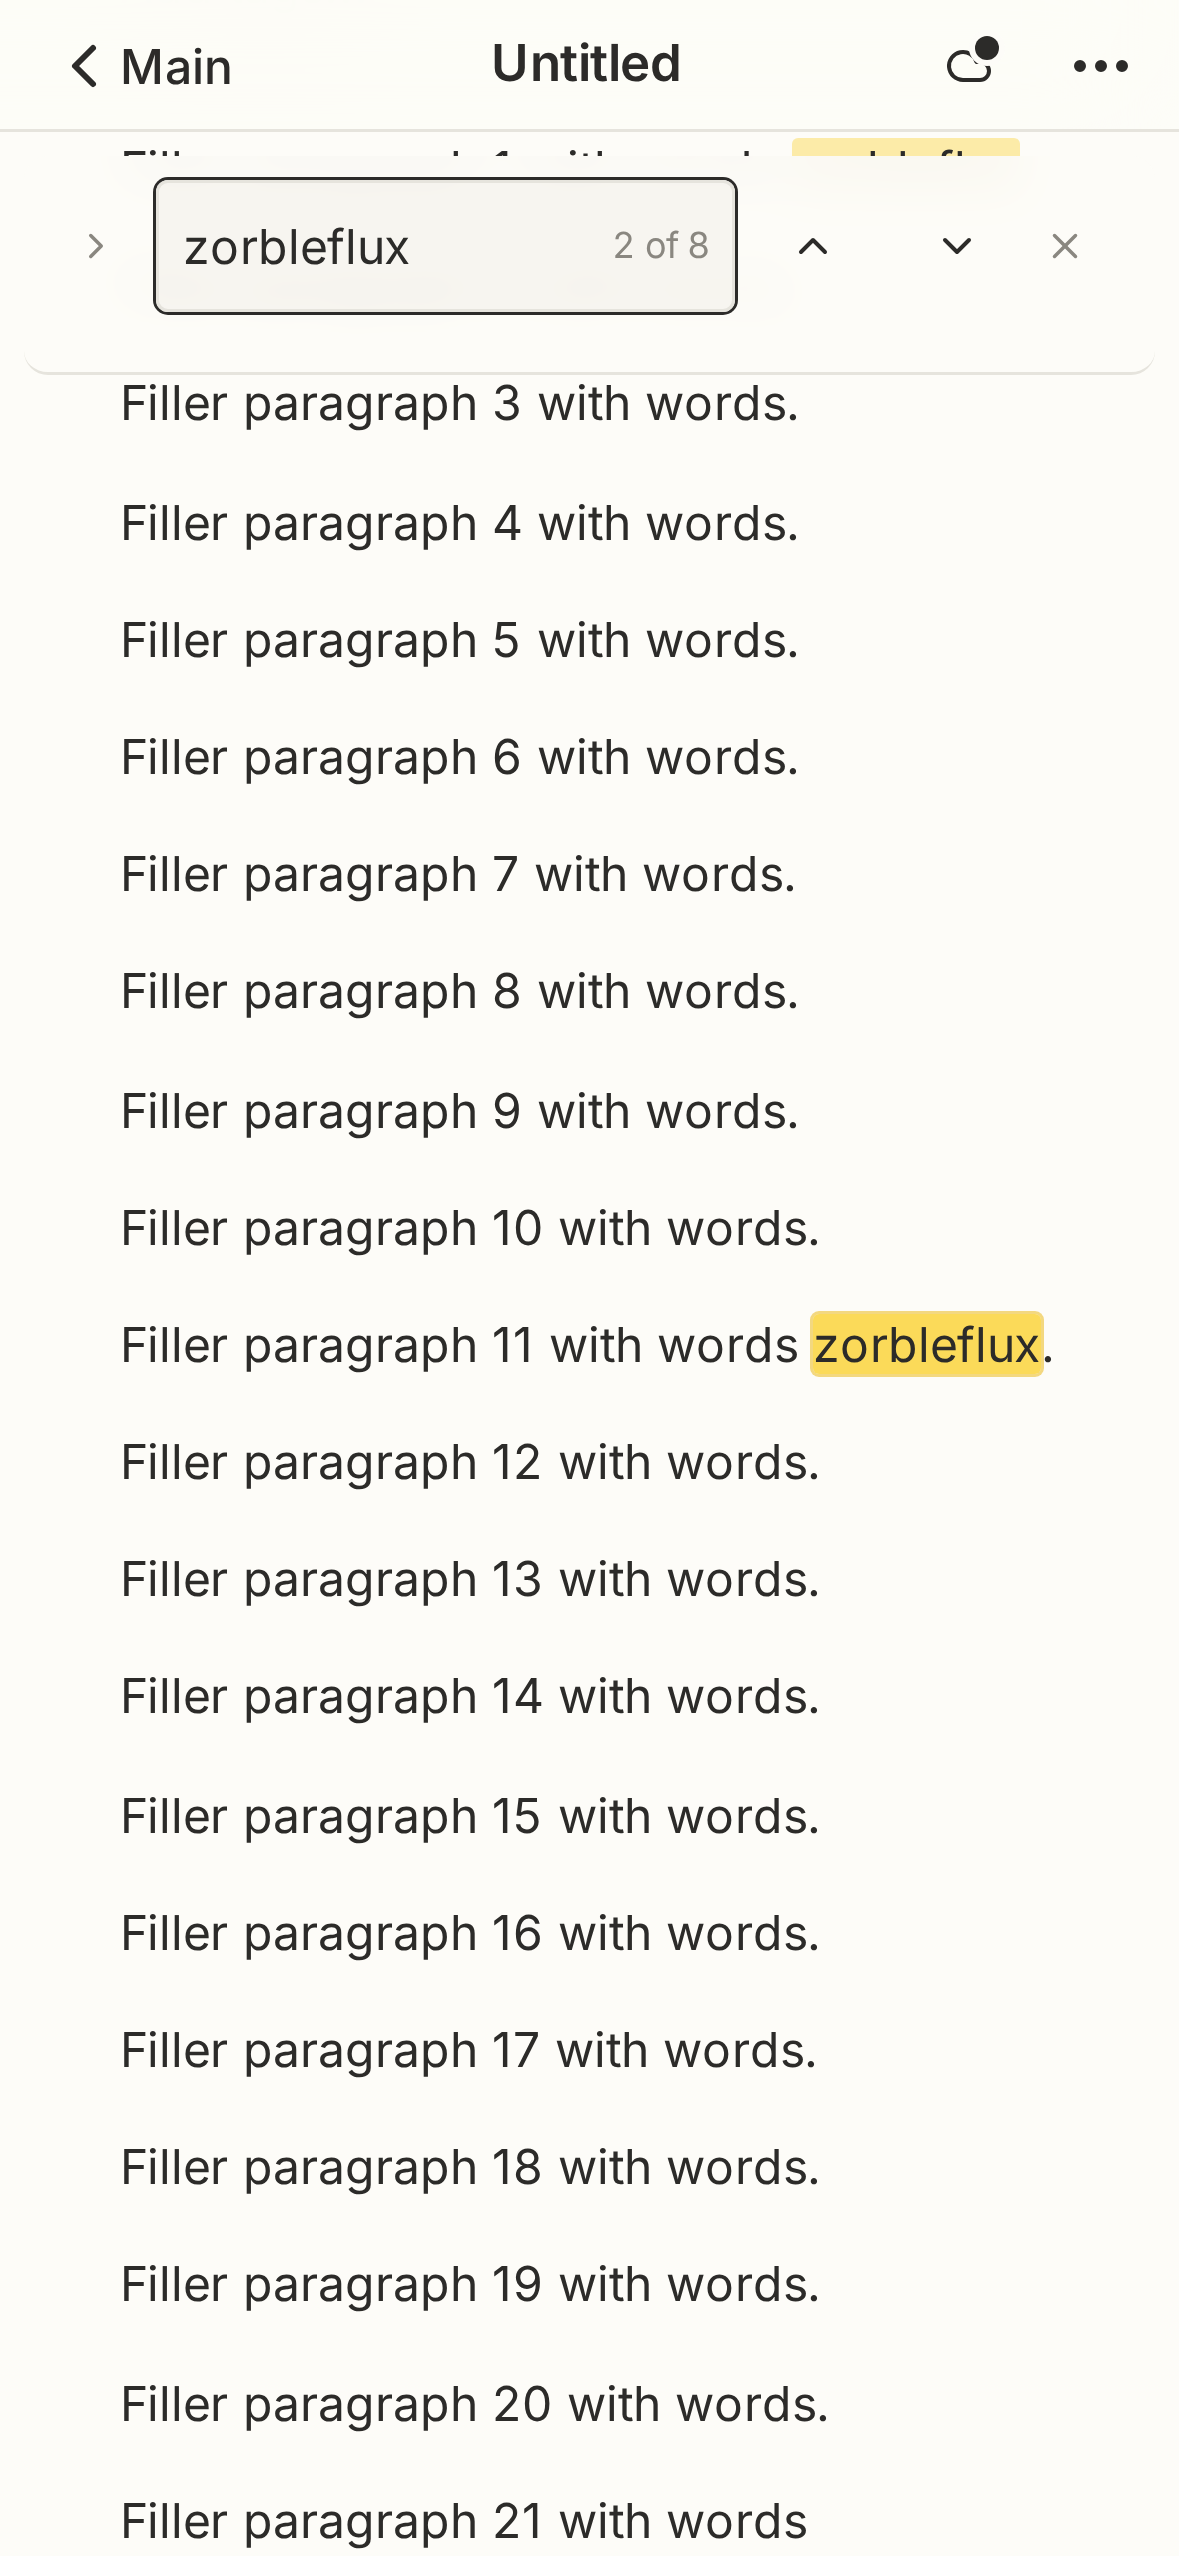 Main
Untitled
zorbleflux 2 of 8
Filler paragraph 3 with words.
Filler paragraph 4 with words.
Filler paragraph 5 with words.
Filler paragraph 6 with words.
Filler paragraph 7 with words.
Filler paragraph 8 with words.
Filler paragraph 9 with words.
Filler paragraph 10 with words.
Filler paragraph 11 with words zorbleflux.
Filler paragraph 12 with words.
Filler paragraph 13 with words.
Filler paragraph 14 with words.
Filler paragraph 15 with words.
Filler paragraph 16 with words.
Filler paragraph 17 with words.
Filler paragraph 18 with words.
Filler paragraph 19 with words.
Filler paragraph 20 with words.
Filler paragraph 21 with words